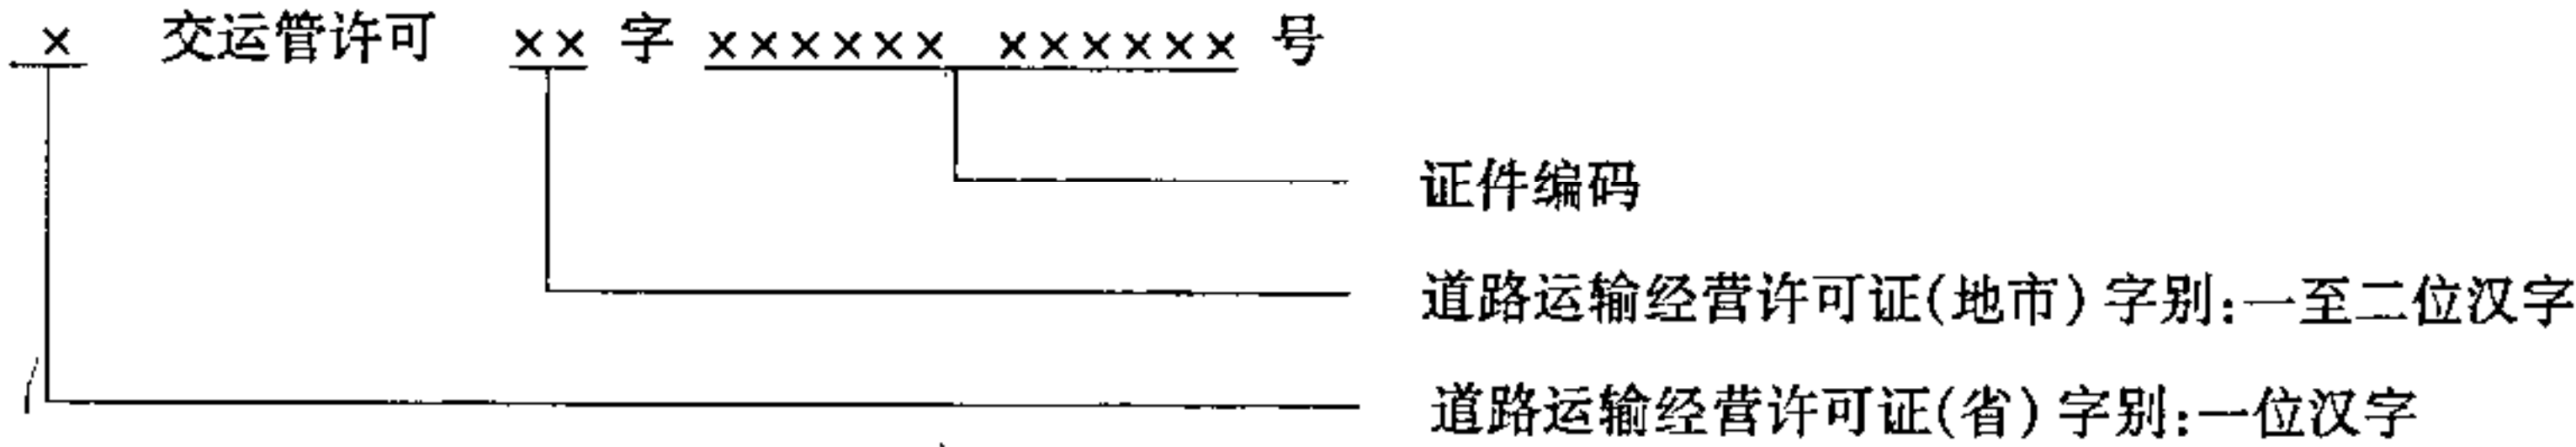 × 交运管许可 ×× 字 ×××××× ×××××× 号
证件编码
道路运输经营许可证(地市)字别:一至二位汉字
道路运输经营许可证(省)字别:一位汉字